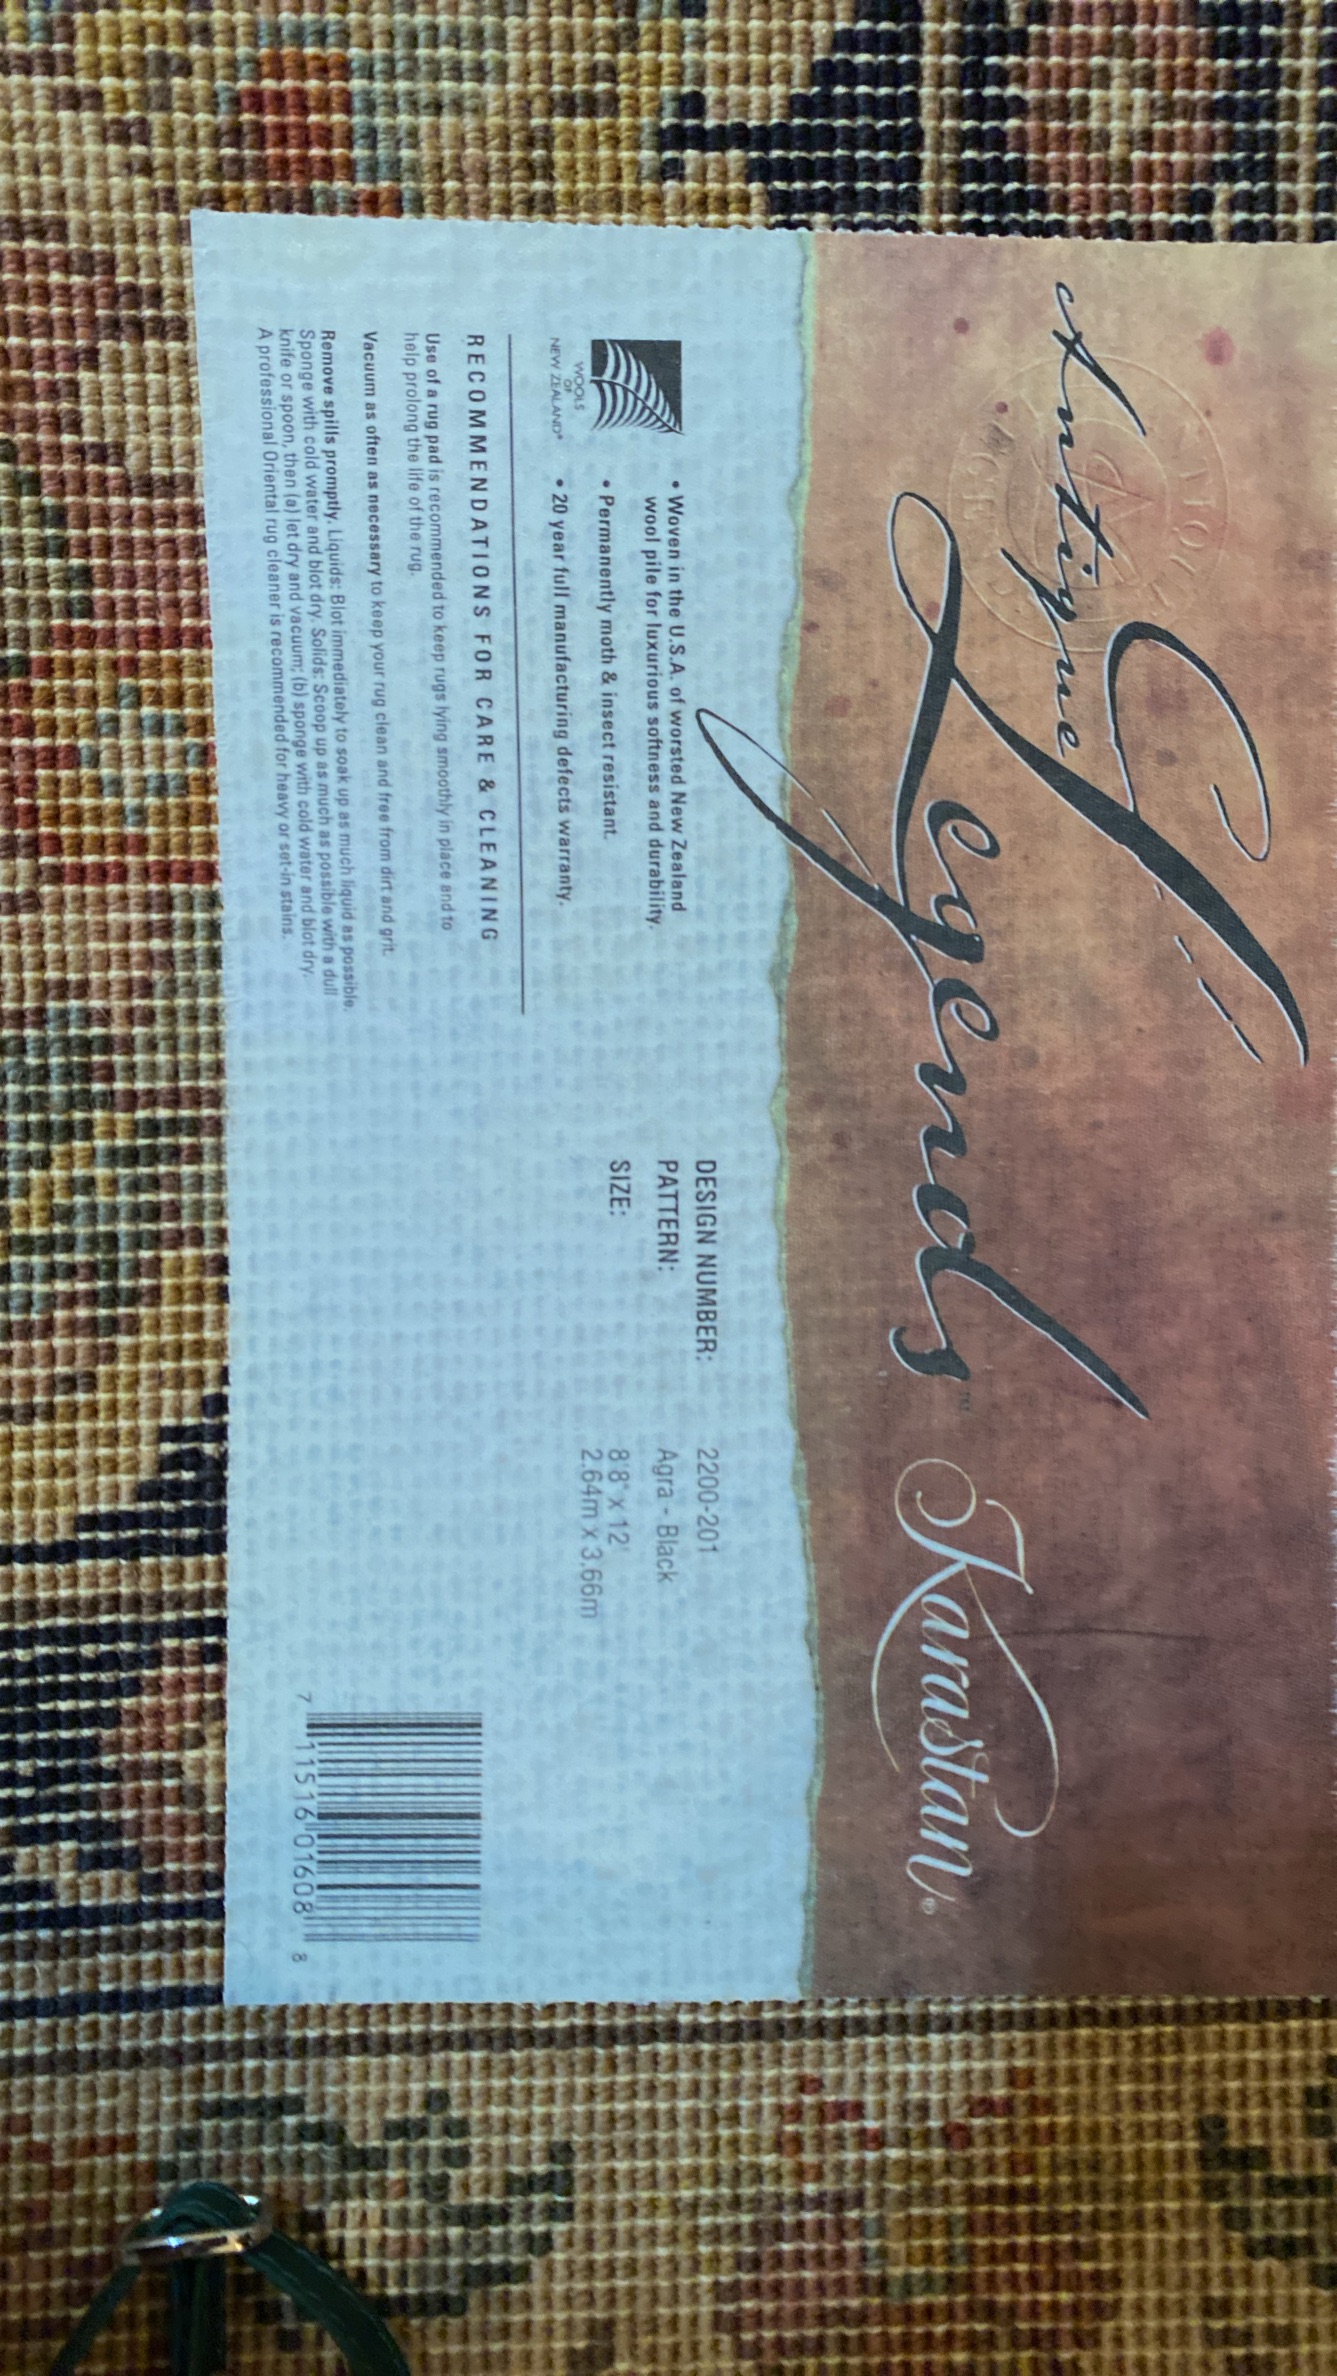 Antique
Legends™ Karastan®
WOOLS
OF
NEW ZEALAND®
• Woven in the U.S.A. of worsted New Zealand
wool pile for luxurious softness and durability.
• Permanently moth & insect resistant.
• 20 year full manufacturing defects warranty.
RECOMMENDATIONS FOR CARE & CLEANING
Use of a rug pad is recommended to keep rugs lying smoothly in place and to
help prolong the life of the rug.
Vacuum as often as necessary to keep your rug clean and free from dirt and grit.
Remove spills promptly. Liquids: Blot immediately to soak up as much liquid as possible.
Sponge with cold water and blot dry. Solids: Scoop up as much as possible with a dull
knife or spoon, then (a) let dry and vacuum; (b) sponge with cold water and blot dry.
A professional Oriental rug cleaner is recommended for heavy or set-in stains.
DESIGN NUMBER: 2200-201
PATTERN: Agra - Black
SIZE: 8'8" x 12'
2.64m x 3.66m
7 11516 01608 8